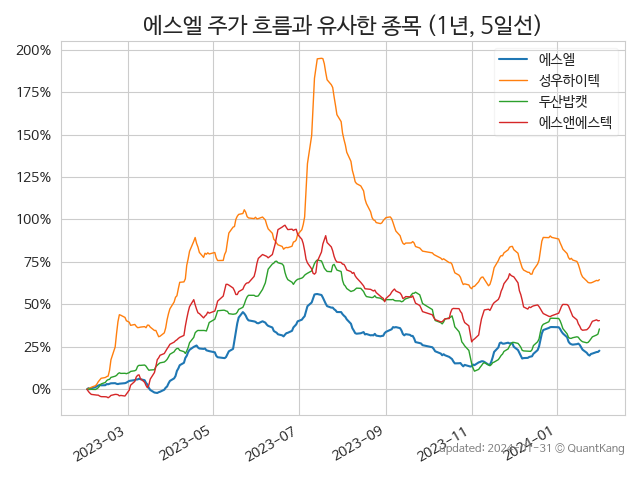 에스엘 주가 흐름과 유사한 종목 (1년, 5일선)
200%
175%
150%
125%
100%
75%
50%
25%
0%
에스엘
성우하이텍
두산밥캣
에스앤에스텍
2023-03
2023-05
2023-07
2023-09
2023-11
2024-01
updated: 2024-01-31 © QuantKang